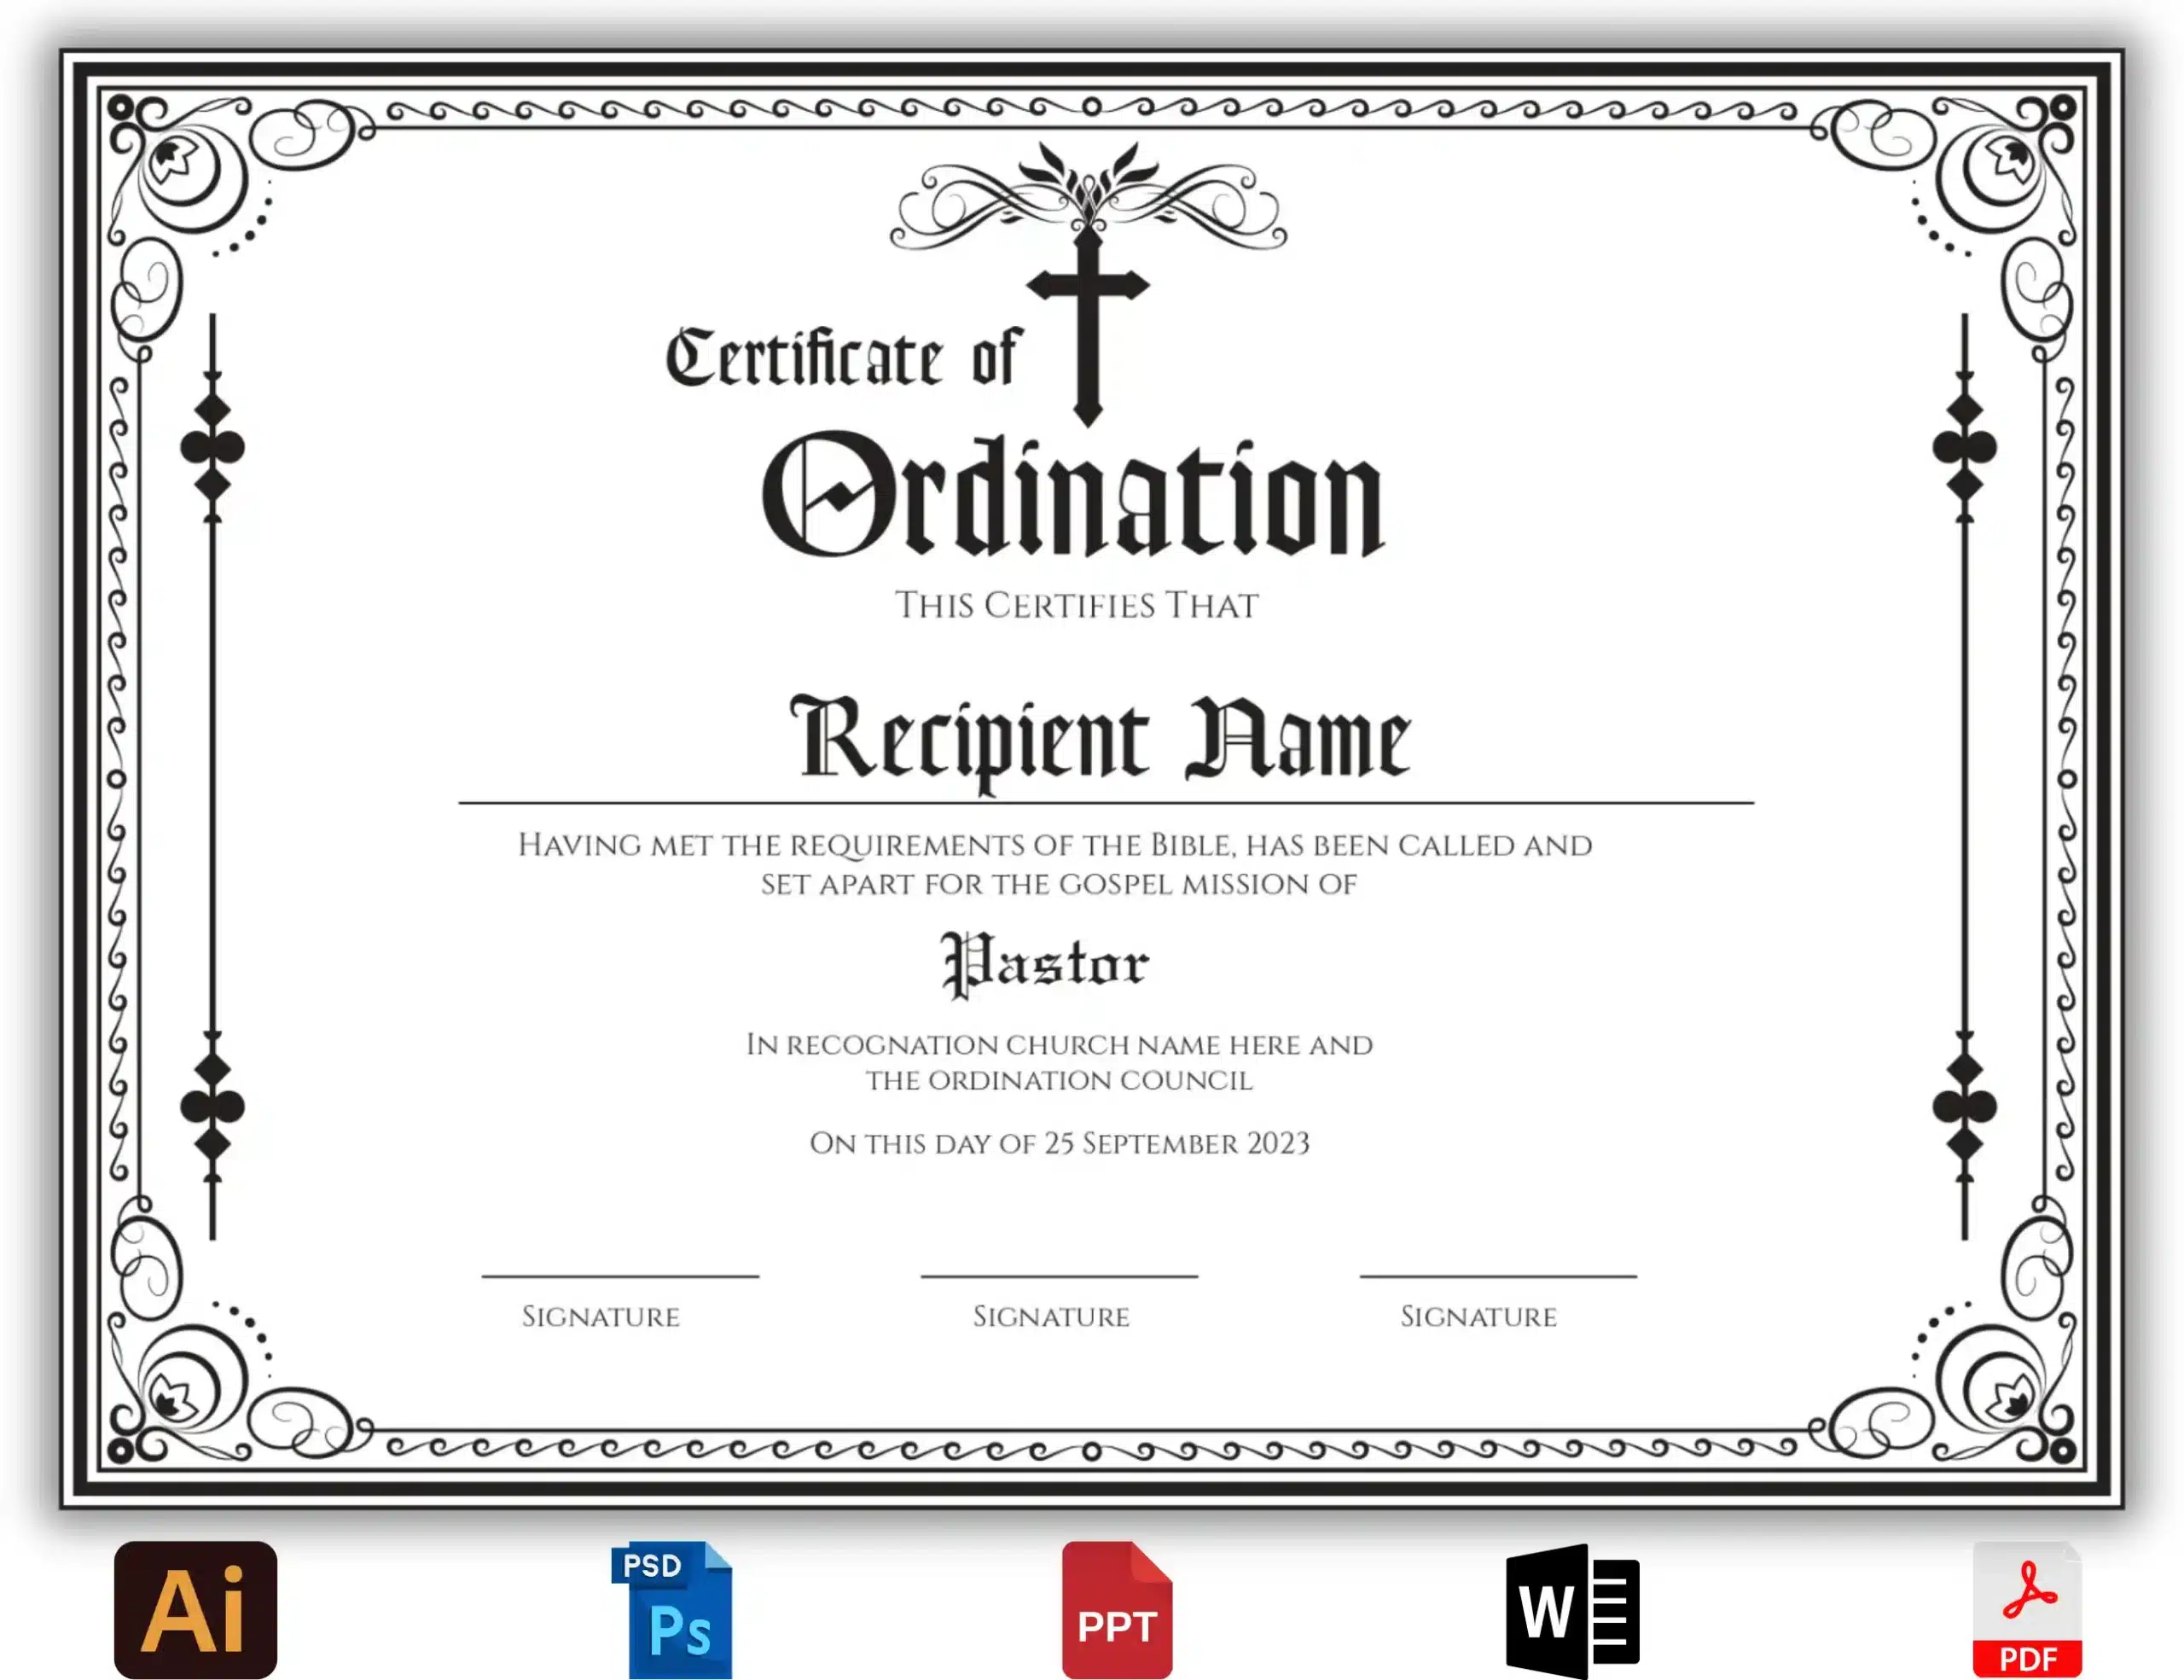 Certificate of
Ordination
This Certifies That
Recipient Name
Having met the requirements of the Bible, has been called and
set apart for the gospel mission of
Pastor
In recognation church name here and
the ordination council
On this day of 25 September 2023
Signature Signature Signature
Ai PSD Ps PPT W PDF